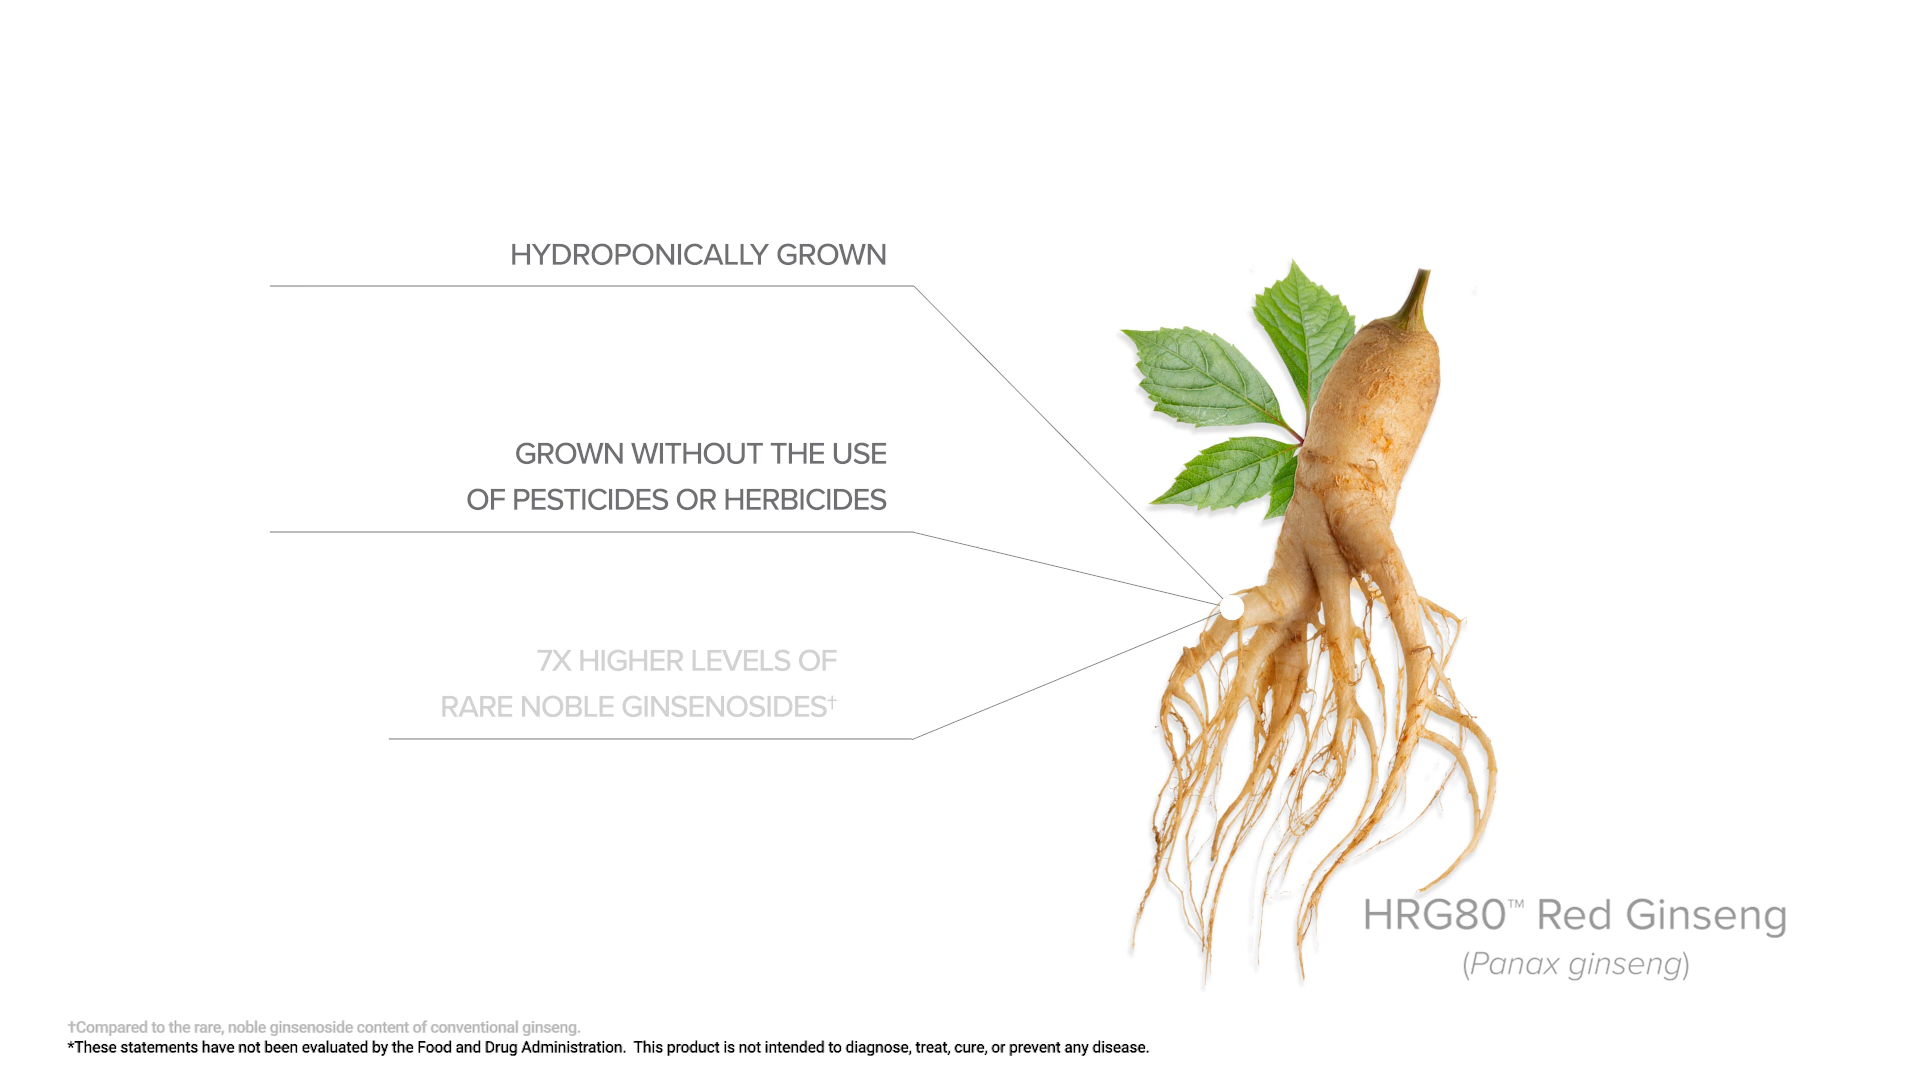 HYDROPONICALLY GROWN
GROWN WITHOUT THE USE
OF PESTICIDES OR HERBICIDES
7X HIGHER LEVELS OF
RARE NOBLE GINSENOSIDES†
HRG80™ Red Ginseng
(Panax ginseng)
†Compared to the rare, noble ginsenoside content of conventional ginseng.
*These statements have not been evaluated by the Food and Drug Administration. This product is not intended to diagnose, treat, cure, or prevent any disease.